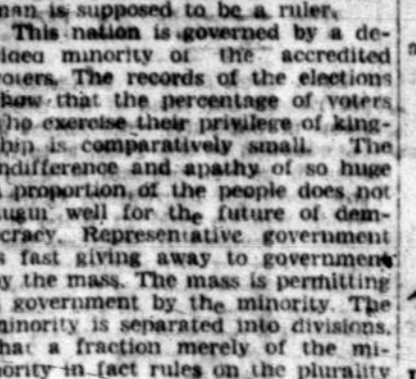 man is supposed to be a ruler.
This nation is governed by a de-
cided minority of the accredited
voters. The records of the elections
show that the percentage of voters
who exercise their privilege of king-
ship is comparatively small. The
indifference and apathy of so huge
a proportion of the people does not
augur well for the future of dem-
ocracy. Representative government
is fast giving away to government
by the mass. The mass is permitting
a government by the minority. The
minority is separated into divisions,
that a fraction merely of the mi-
nority in fact rules on the plurality